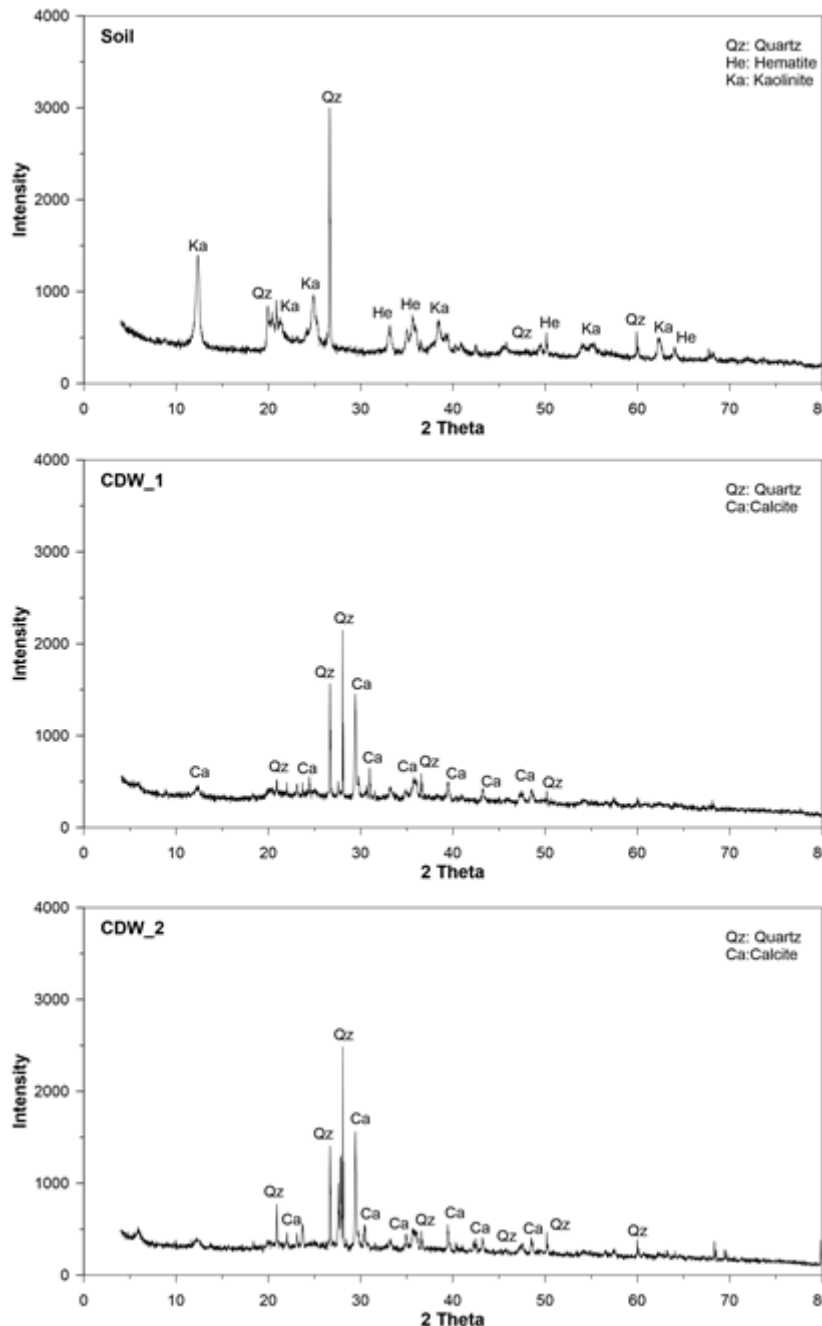 Soil
Qz: Quartz
He: Hematite
Ka: Kaolinite
4000
3000
2000
1000
0
Intensity
Ka
Qz
Ka
Ka
Qz
He
He
Ka
Qz
He
Ka
Qz
Ka
He
0 10 20 30 40 50 60 70 80
2 Theta
CDW_1
Qz: Quartz
Ca:Calcite
4000
3000
2000
1000
0
Intensity
Ca
Qz
Ca
Qz
Qz
Ca
Ca
Ca
Qz
Ca
Ca
Ca
Qz
0 10 20 30 40 50 60 70 80
2 Theta
CDW_2
Qz: Quartz
Ca:Calcite
4000
3000
2000
1000
0
Intensity
Qz
Ca
Qz
Qz
Ca
Ca
Ca
Qz
Ca
Ca
Qz
Ca
Qz
Qz
0 10 20 30 40 50 60 70 80
2 Theta